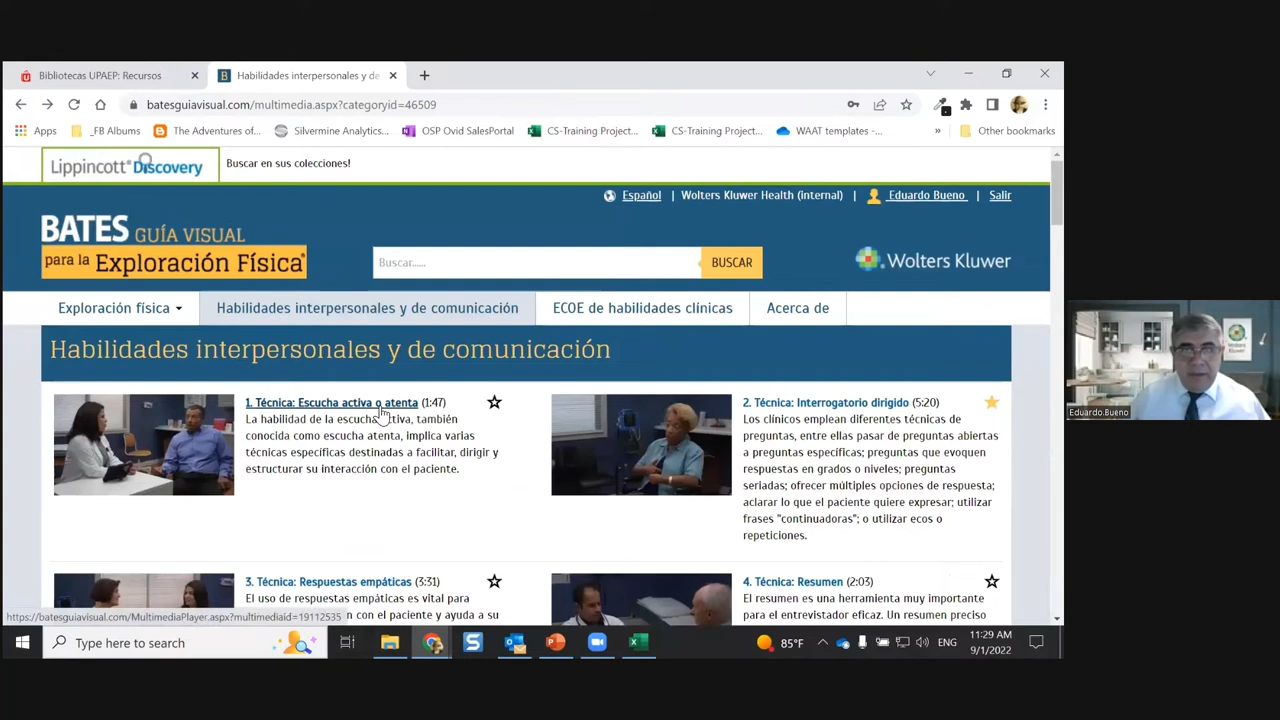 Bibliotecas UPAEP: Recursos
Habilidades interpersonales y de
batesguiavisual.com/multimedia.aspx?categoryid=46509
Apps
_FB Albums
The Adventures of...
Silvermine Analytics...
OSP Ovid SalesPortal
CS-Training Project...
CS-Training Project...
WAAT templates -...
»
Other bookmarks
Lippincott® Discovery
Buscar en sus colecciones!
Español | Wolters Kluwer Health (internal) | Eduardo Bueno | Salir
BATES GUÍA VISUAL
para la Exploración Física®
Buscar......
BUSCAR
Wolters Kluwer
Exploración física
Habilidades interpersonales y de comunicación
ECOE de habilidades clínicas
Acerca de
Habilidades interpersonales y de comunicación
1. Técnica: Escucha activa o atenta (1:47)
La habilidad de la escucha activa, también
conocida como escucha atenta, implica varias
técnicas específicas destinadas a facilitar, dirigir y
estructurar su interacción con el paciente.
2. Técnica: Interrogatorio dirigido (5:20)
Los clínicos emplean diferentes técnicas de
preguntas, entre ellas pasar de preguntas abiertas
a preguntas específicas; preguntas que evoquen
respuestas en grados o niveles; preguntas
seriadas; ofrecer múltiples opciones de respuesta;
aclarar lo que el paciente quiere expresar; utilizar
frases "continuadoras"; o utilizar ecos o
repeticiones.
3. Técnica: Respuestas empáticas (3:31)
El uso de respuestas empáticas es vital para
ón con el paciente y ayuda a su
4. Técnica: Resumen (2:03)
El resumen es una herramienta muy importante
para el entrevistador eficaz. Un resumen preciso
https://batesguiavisual.com/MultimediaPlayer.aspx?multimediaid=19112535
Type here to search
85°F
ENG
11:29 AM
9/1/2022
Wolters Kluwer
Eduardo.Bueno